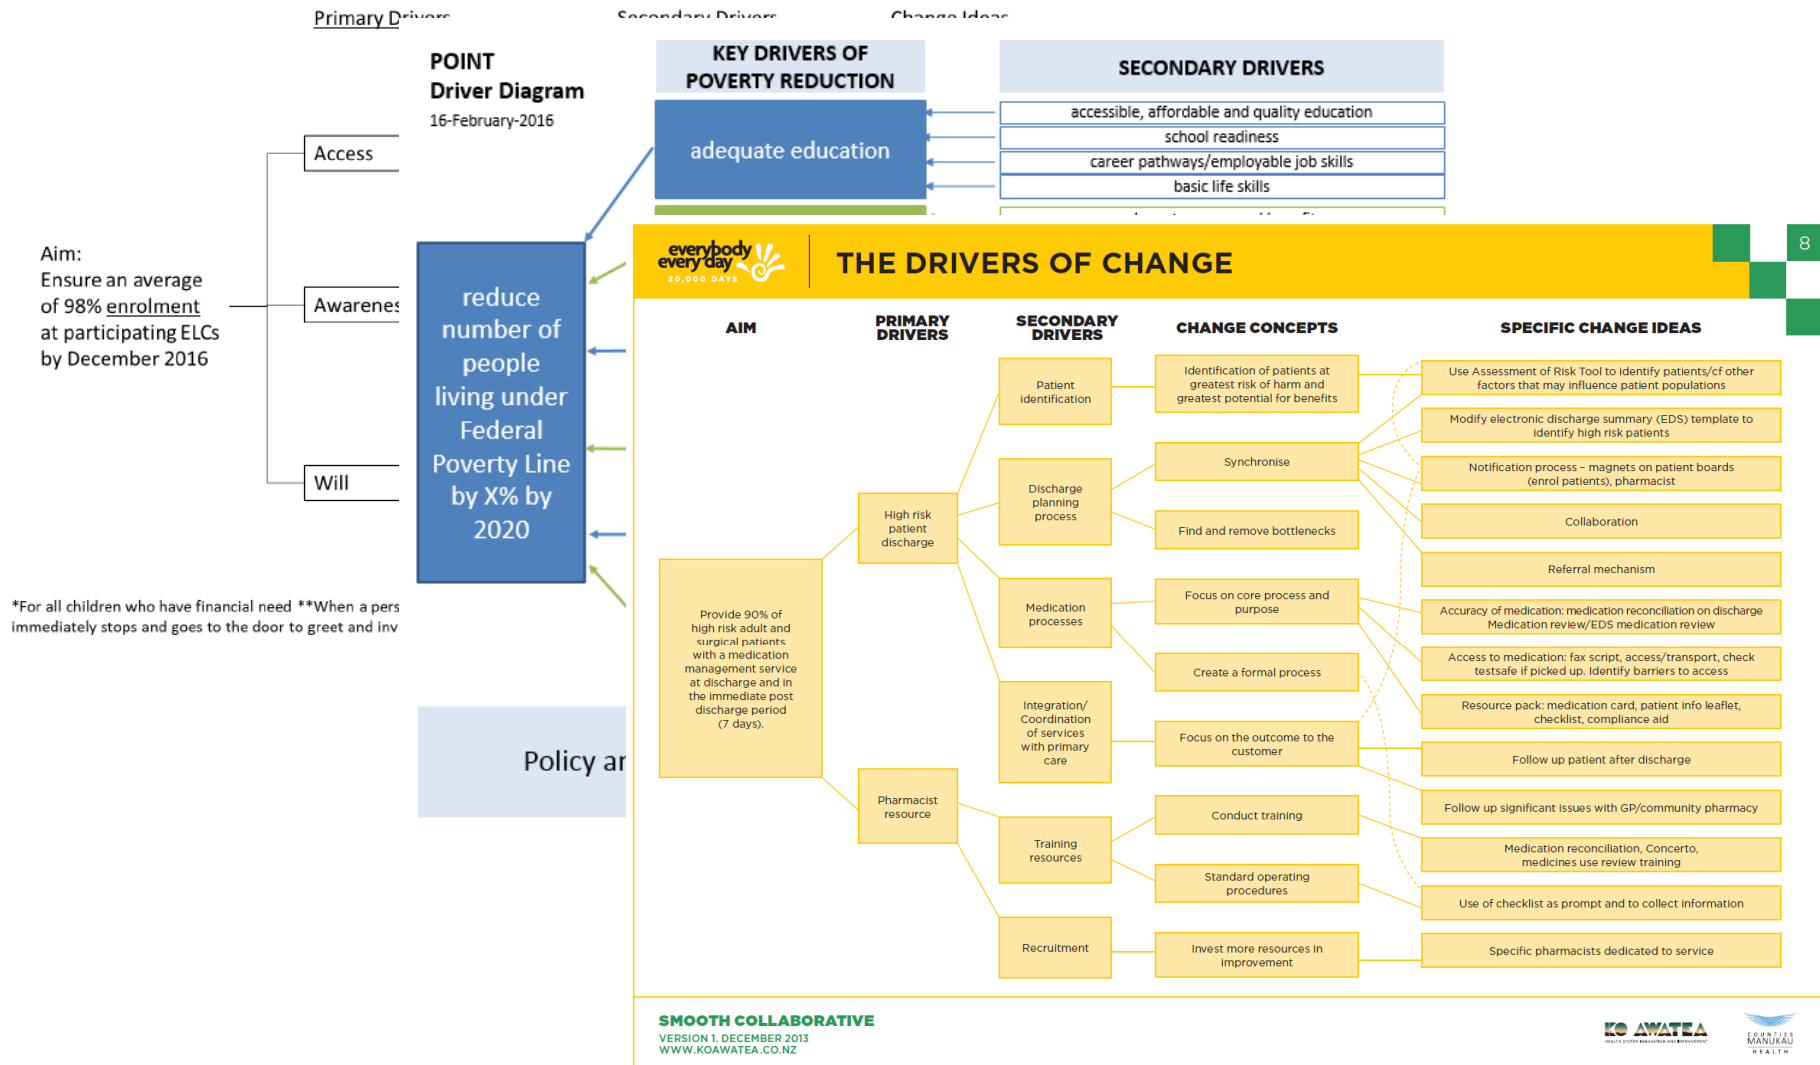 Primary Drivers
Secondary Drivers
Change Ideas
Access
Aim:
Ensure an average
of 98% enrolment
at participating ELCs
by December 2016
Awarenes
Will
*For all children who have financial need **When a pers
immediately stops and goes to the door to greet and inv
POINT
Driver Diagram
16-February-2016
KEY DRIVERS OF
POVERTY REDUCTION
SECONDARY DRIVERS
adequate education
accessible, affordable and quality education
school readiness
career pathways/employable job skills
basic life skills
reduce
number of
people
living under
Federal
Poverty Line
by X% by
2020
Policy ar
everybody
every day
20,000 DAYS
THE DRIVERS OF CHANGE
8
AIM
PRIMARY
DRIVERS
SECONDARY
DRIVERS
CHANGE CONCEPTS
SPECIFIC CHANGE IDEAS
Provide 90% of
high risk adult and
surgical patients
with a medication
management service
at discharge and in
the immediate post
discharge period
(7 days).
High risk
patient
discharge
Pharmacist
resource
Patient
identification
Discharge
planning
process
Medication
processes
Integration/
Coordination
of services
with primary
care
Training
resources
Recruitment
Identification of patients at
greatest risk of harm and
greatest potential for benefits
Synchronise
Find and remove bottlenecks
Focus on core process and
purpose
Create a formal process
Focus on the outcome to the
customer
Conduct training
Standard operating
procedures
Invest more resources in
improvement
Use Assessment of Risk Tool to identify patients/cf other
factors that may influence patient populations
Modify electronic discharge summary (EDS) template to
identify high risk patients
Notification process – magnets on patient boards
(enrol patients), pharmacist
Collaboration
Referral mechanism
Accuracy of medication: medication reconciliation on discharge
Medication review/EDS medication review
Access to medication: fax script, access/transport, check
testsafe if picked up. Identify barriers to access
Resource pack: medication card, patient info leaflet,
checklist, compliance aid
Follow up patient after discharge
Follow up significant issues with GP/community pharmacy
Medication reconciliation, Concerto,
medicines use review training
Use of checklist as prompt and to collect information
Specific pharmacists dedicated to service
SMOOTH COLLABORATIVE
VERSION 1. DECEMBER 2013
WWW.KOAWATEA.CO.NZ
KO AWATEA
HEALTH SYSTEM INNOVATION AND IMPROVEMENT
COUNTIES
MANUKAU
HEALTH